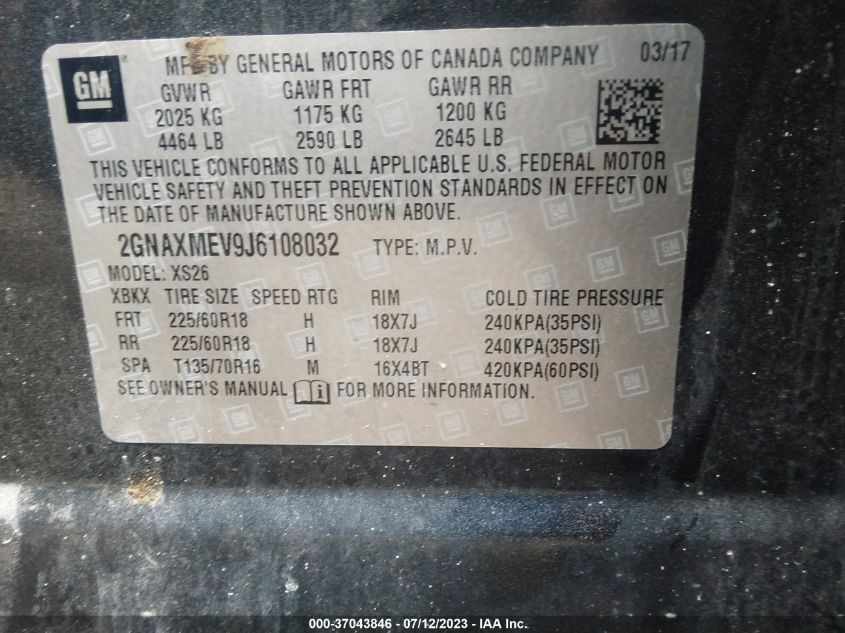 GM
MFD BY GENERAL MOTORS OF CANADA COMPANY 03/17
GVWR GAWR FRT GAWR RR
2025 KG 1175 KG 1200 KG
4464 LB 2590 LB 2645 LB
THIS VEHICLE CONFORMS TO ALL APPLICABLE U.S. FEDERAL MOTOR
VEHICLE SAFETY AND THEFT PREVENTION STANDARDS IN EFFECT ON
THE DATE OF MANUFACTURE SHOWN ABOVE.
2GNAXMEV9J6108032 TYPE: M.P.V.
MODEL: XS26
XBKX TIRE SIZE SPEED RTG RIM COLD TIRE PRESSURE
FRT 225/60R18 H 18X7J 240KPA(35PSI)
RR 225/60R18 H 18X7J 240KPA(35PSI)
SPA T135/70R16 M 16X4BT 420KPA(60PSI)
SEE OWNER'S MANUAL FOR MORE INFORMATION.
000-37043846 - 07/12/2023 - IAA Inc.